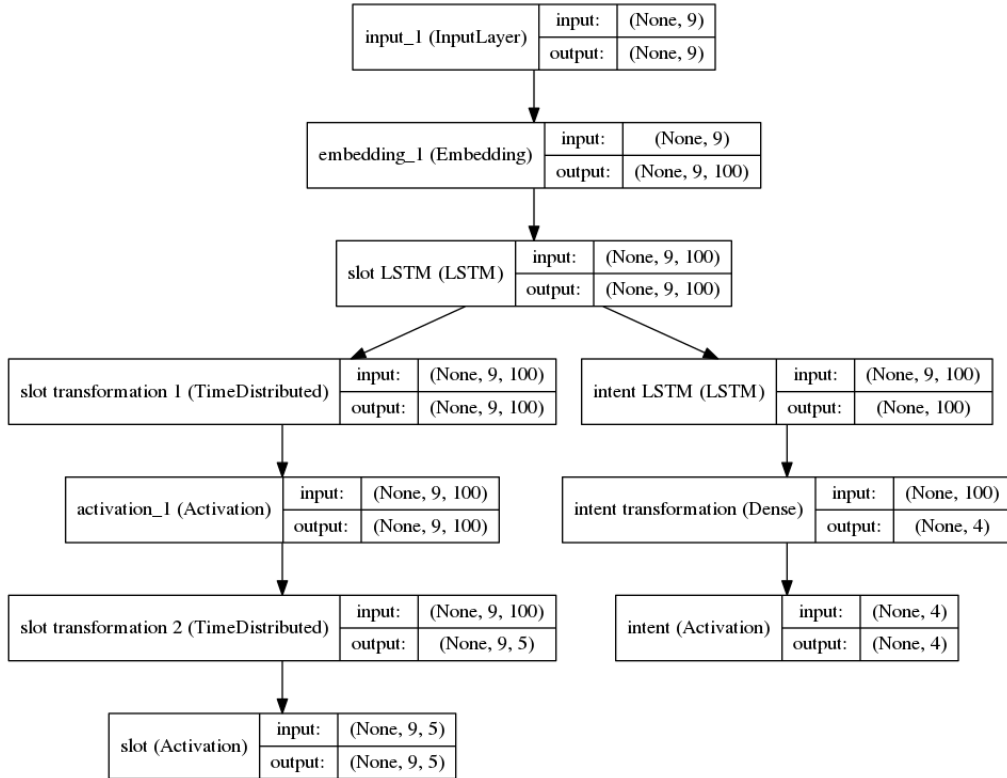 input_1 (InputLayer)
input: (None, 9)
output: (None, 9)
embedding_1 (Embedding)
input: (None, 9)
output: (None, 9, 100)
slot LSTM (LSTM)
input: (None, 9, 100)
output: (None, 9, 100)
slot transformation 1 (TimeDistributed)
input: (None, 9, 100)
output: (None, 9, 100)
intent LSTM (LSTM)
input: (None, 9, 100)
output: (None, 100)
activation_1 (Activation)
input: (None, 9, 100)
output: (None, 9, 100)
intent transformation (Dense)
input: (None, 100)
output: (None, 4)
slot transformation 2 (TimeDistributed)
input: (None, 9, 100)
output: (None, 9, 5)
intent (Activation)
input: (None, 4)
output: (None, 4)
slot (Activation)
input: (None, 9, 5)
output: (None, 9, 5)